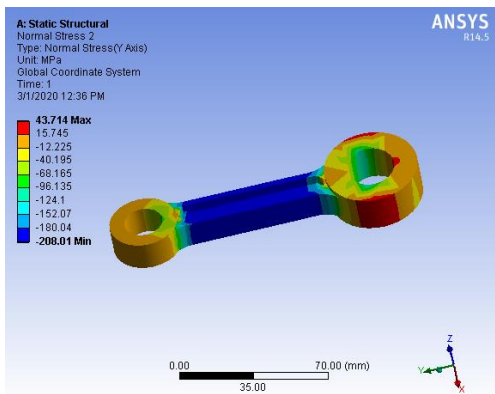 A: Static Structural
Normal Stress 2
Type: Normal Stress(Y Axis)
Unit: MPa
Global Coordinate System
Time: 1
3/1/2020 12:36 PM
ANSYS
R14.5
43.714 Max
15.745
-12.225
-40.195
-68.165
-96.135
-124.1
-152.07
-180.04
-208.01 Min
0.00 70.00 (mm)
35.00
Z
Y
X